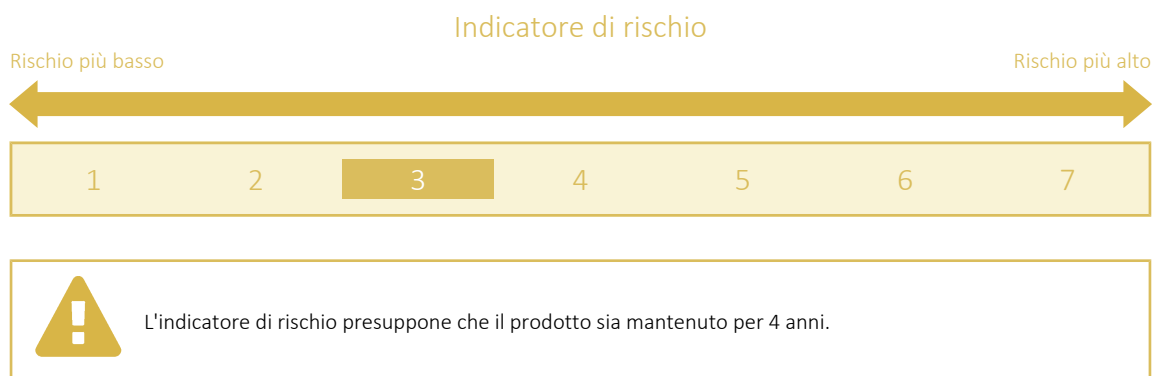 Indicatore di rischio
Rischio più basso Rischio più alto
1 2 3 4 5 6 7
L'indicatore di rischio presuppone che il prodotto sia mantenuto per 4 anni.